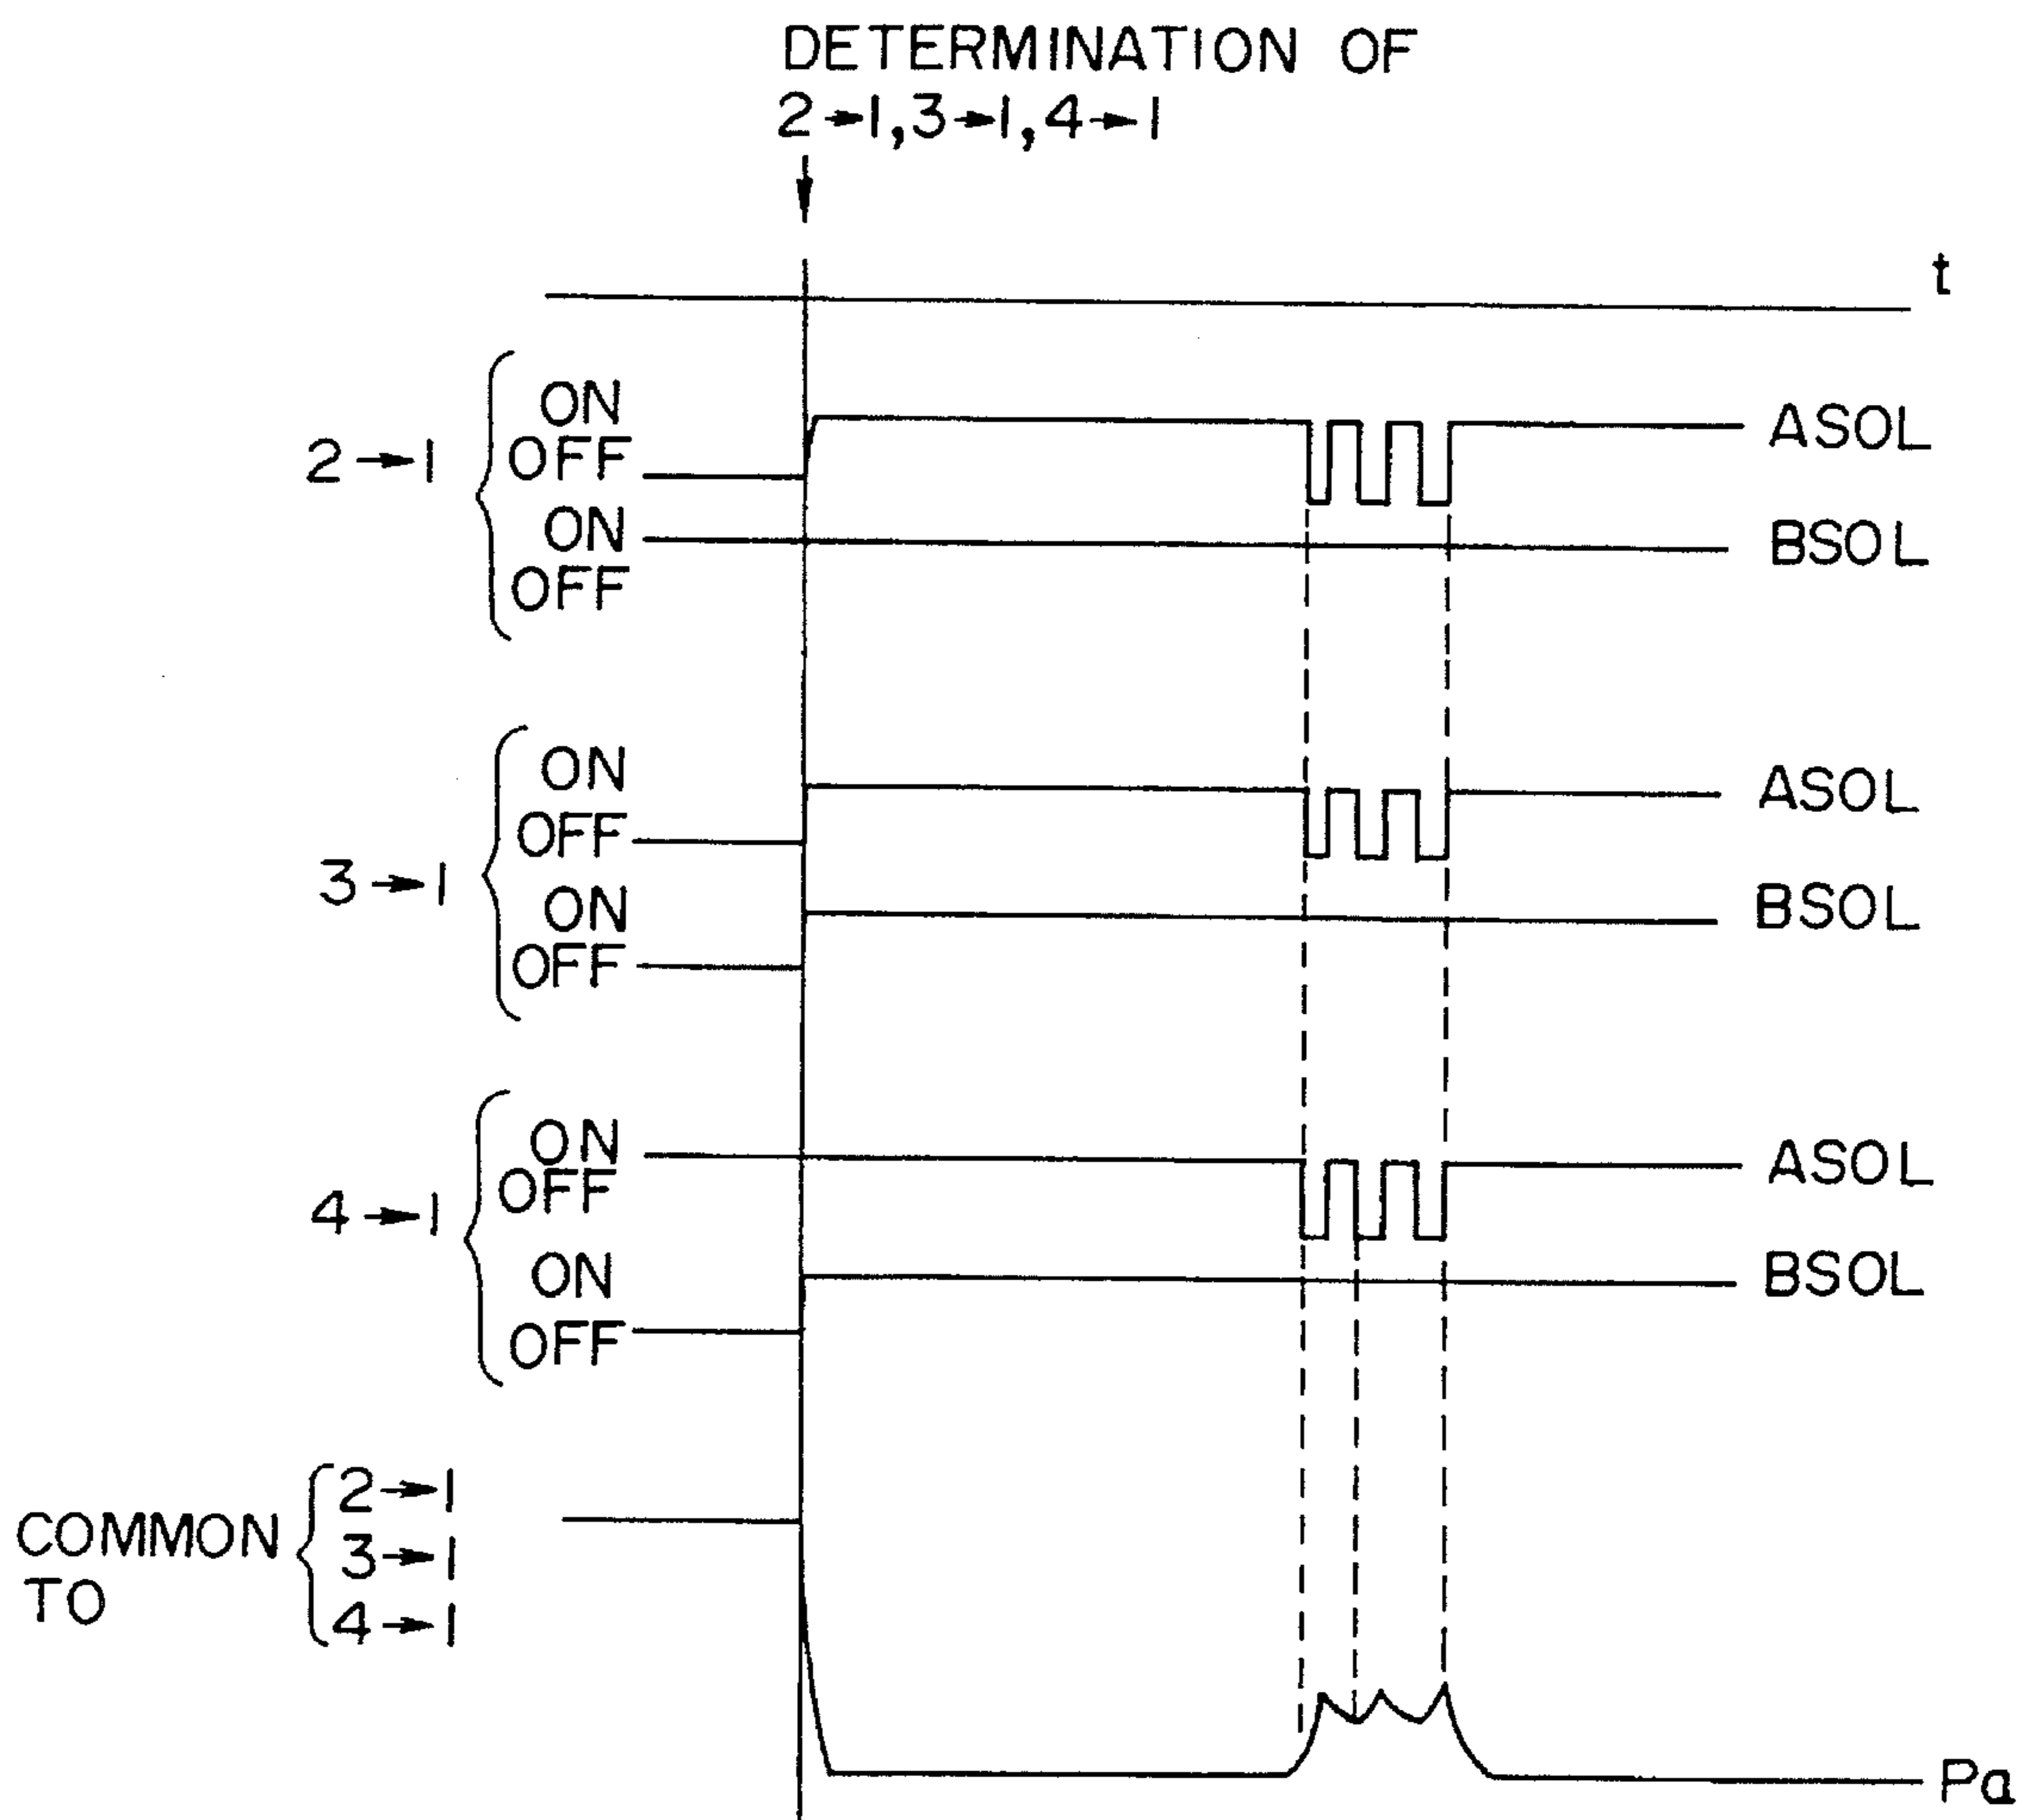 DETERMINATION OF
2→1,3→1,4→1
t
2→1
ON
OFF
ON
OFF
ASOL
BSOL
3→1
ON
OFF
ON
OFF
ASOL
BSOL
4→1
ON
OFF
ON
OFF
ASOL
BSOL
COMMON
TO
2→1
3→1
4→1
Pa